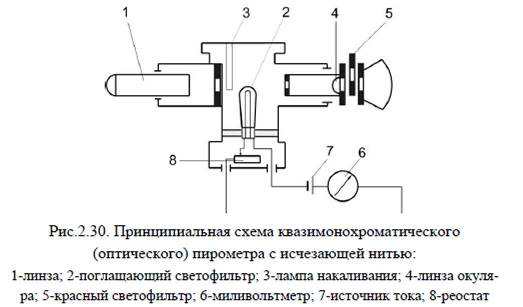 1
3
2
4
5
8
7
6
Рис.2.30. Принципиальная схема квазимонохроматического
(оптического) пирометра с исчезающей нитью:
1-линза; 2-поглащающий светофильтр; 3-лампа накаливания; 4-линза окуля-
ра; 5-красный светофильтр; 6-миливольтметр; 7-источник тока; 8-реостат